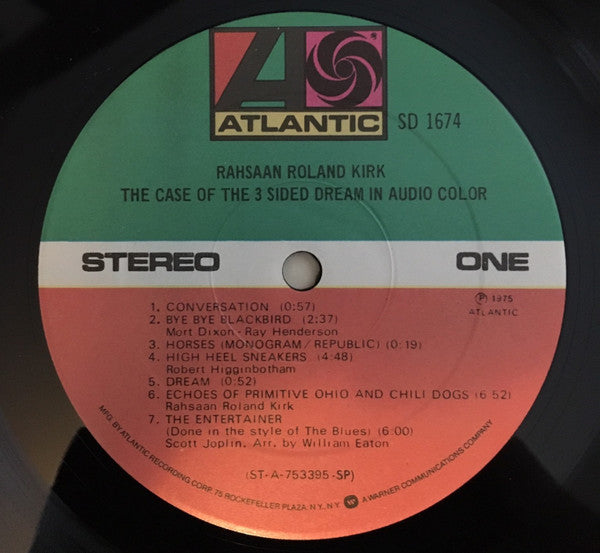 ATLANTIC
SD 1674
RAHSAAN ROLAND KIRK
THE CASE OF THE 3 SIDED DREAM IN AUDIO COLOR
STEREO
ONE
℗ 1975
ATLANTIC
1. CONVERSATION (0:57)
2. BYE BYE BLACKBIRD (2:37)
Mort Dixon-Ray Henderson
3. HORSES (MONOGRAM/REPUBLIC) (0:19)
4. HIGH HEEL SNEAKERS (4:48)
Robert Higginbotham
5. DREAM (0:52)
6. ECHOES OF PRIMITIVE OHIO AND CHILI DOGS (6:52)
Rahsaan Roland Kirk
7. THE ENTERTAINER
(Done in the style of The Blues) (6:00)
Scott Joplin, Arr. by William Eaton
(ST-A-753395-SP)
MFG. BY ATLANTIC RECORDING CORP. 75 ROCKEFELLER PLAZA, N.Y., N.Y. W A WARNER COMMUNICATIONS COMPANY